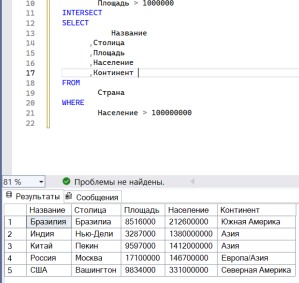 10 Площадь > 1000000
11 INTERSECT
12 SELECT
13 Название
14 ,Столица
15 ,Площадь
16 ,Население
17 ,Континент
18 FROM
19 Страна
20 WHERE
21 Население > 100000000
22
81 % Проблемы не найдены.
Результаты Сообщения
Название Столица Площадь Население Континент
1 Бразилия Бразилиа 8516000 212600000 Южная Америка
2 Индия Нью-Дели 3287000 1380000000 Азия
3 Китай Пекин 9597000 1412000000 Азия
4 Россия Москва 17100000 146700000 Европа/Азия
5 США Вашингтон 9834000 331000000 Северная Америка